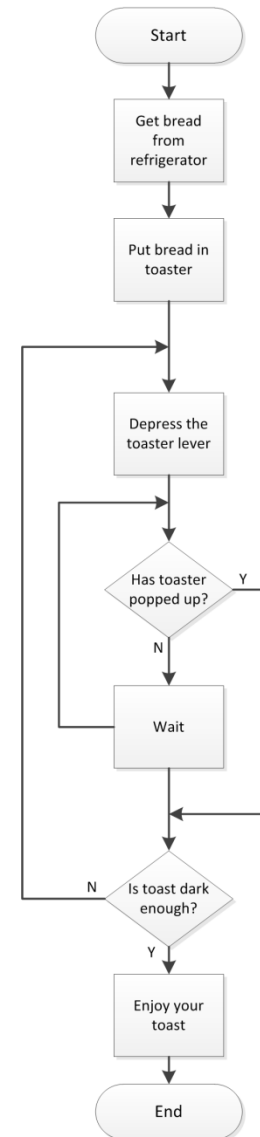 Start
Get bread
from
refrigerator
Put bread in
toaster
Depress the
toaster lever
Has toaster
popped up?
Y
N
Wait
Is toast dark
enough?
N
Y
Enjoy your
toast
End